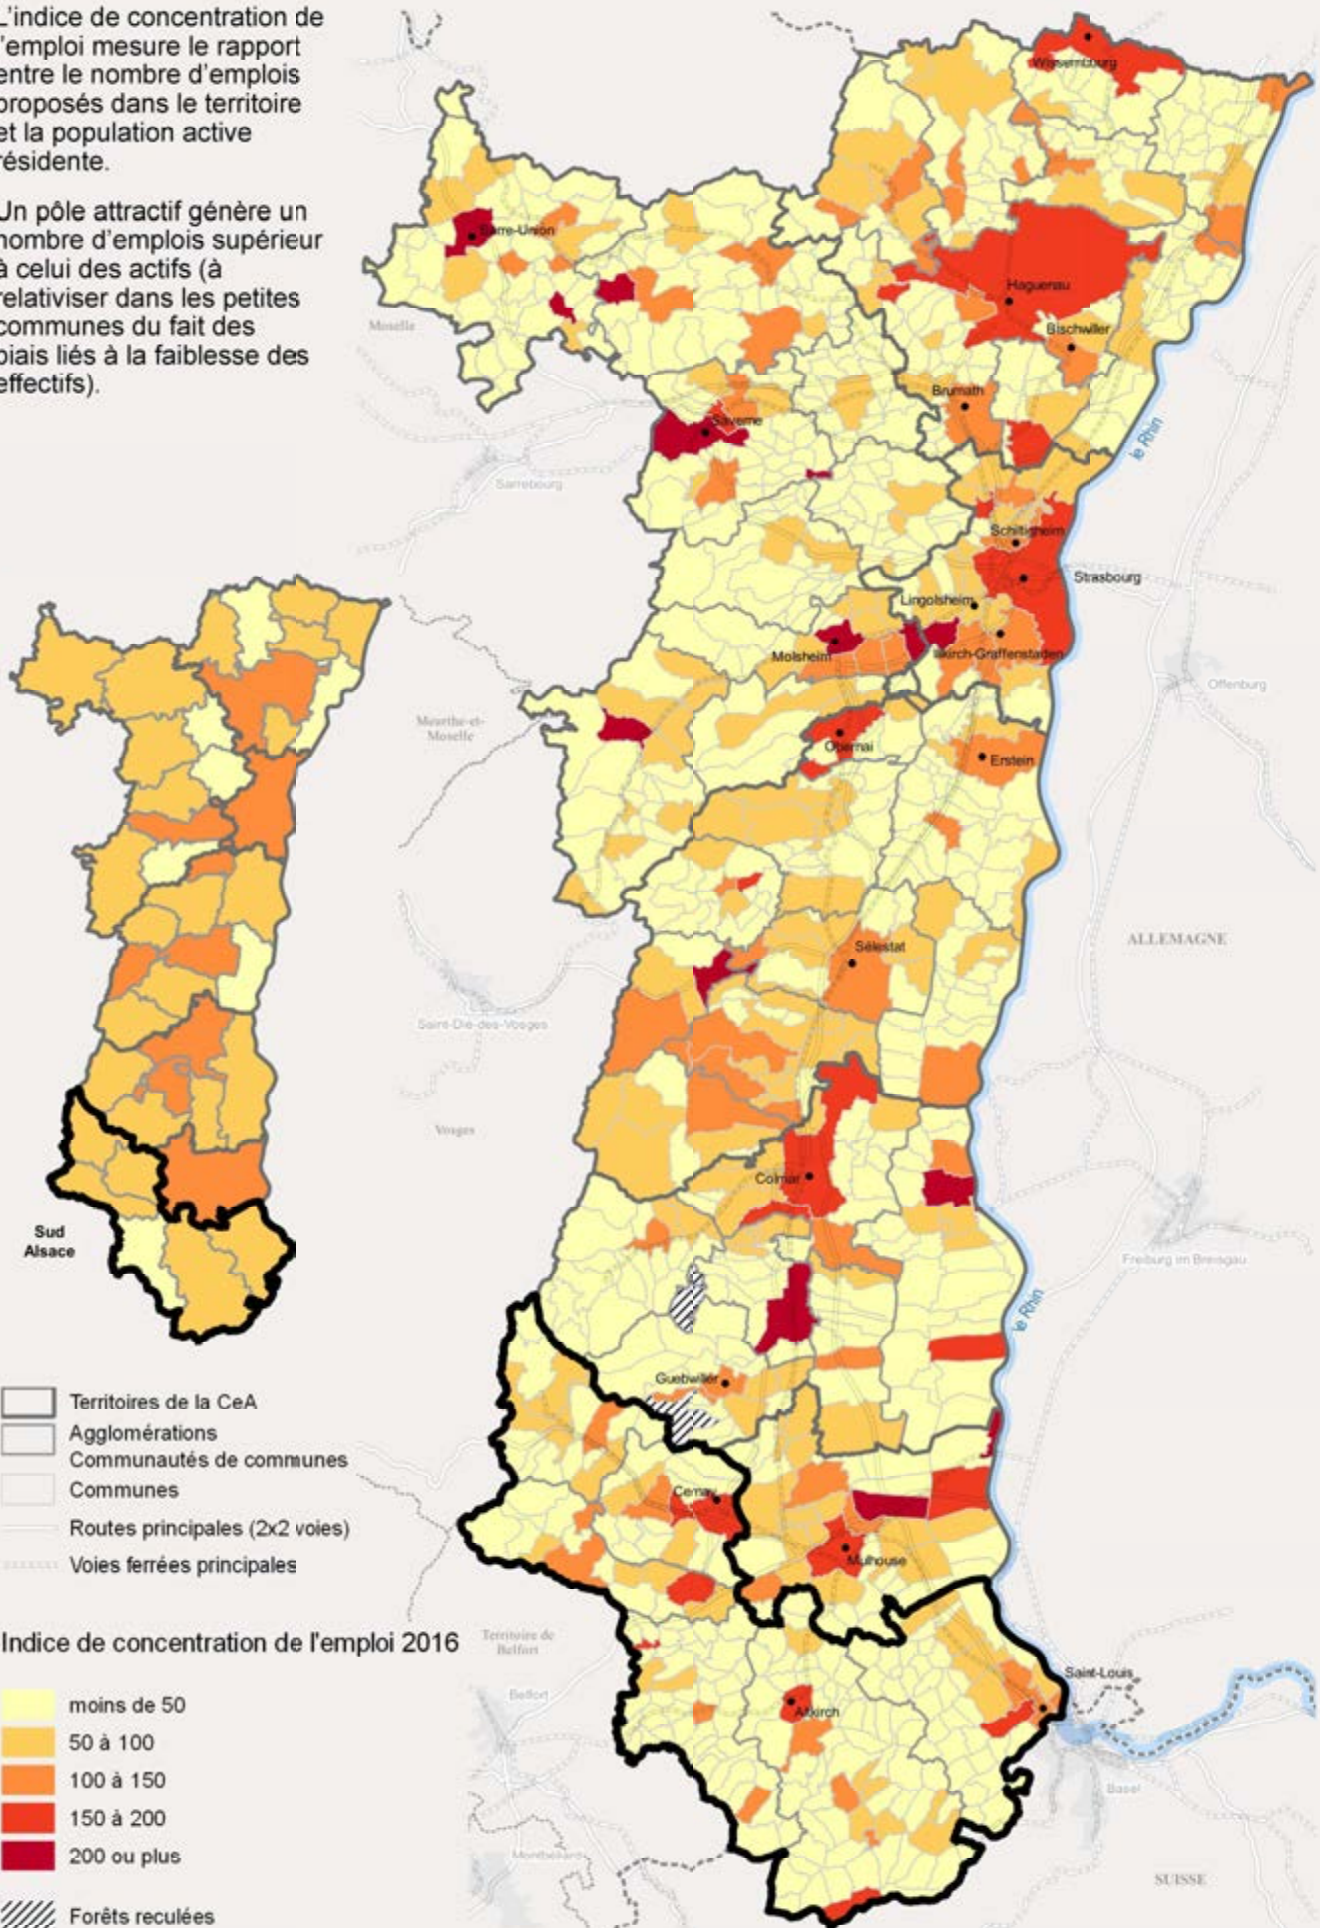 L'indice de concentration de
l'emploi mesure le rapport
entre le nombre d'emplois
proposés dans le territoire
et la population active
résidente.
Un pôle attractif génère un
nombre d'emplois supérieur
à celui des actifs (à
relativiser dans les petites
communes du fait des
biais liés à la faiblesse des
effectifs).
Wissembourg
Sarre-Union
Haguenau
Moselle
Bischwiller
Brumath
Saverne
le Rhin
Sarrebourg
Schiltigheim
Strasbourg
Lingolsheim
Molsheim
Illkirch-Graffenstaden
Offenburg
Meurthe-et-
Moselle
Obernai
Erstein
ALLEMAGNE
Sélestat
Saint-Dié-des-Vosges
Vosges
Colmar
Sud
Alsace
Freiburg im Breisgau
le Rhin
Guebwiller
Territoires de la CeA
Agglomérations
Communautés de communes
Communes
Cernay
Routes principales (2x2 voies)
Voies ferrées principales
Mulhouse
Indice de concentration de l'emploi 2016
Territoire de
Belfort
Saint-Louis
Belfort
moins de 50
Altkirch
50 à 100
100 à 150
Basel
150 à 200
200 ou plus
Montbéliard
SUISSE
Forêts reculées